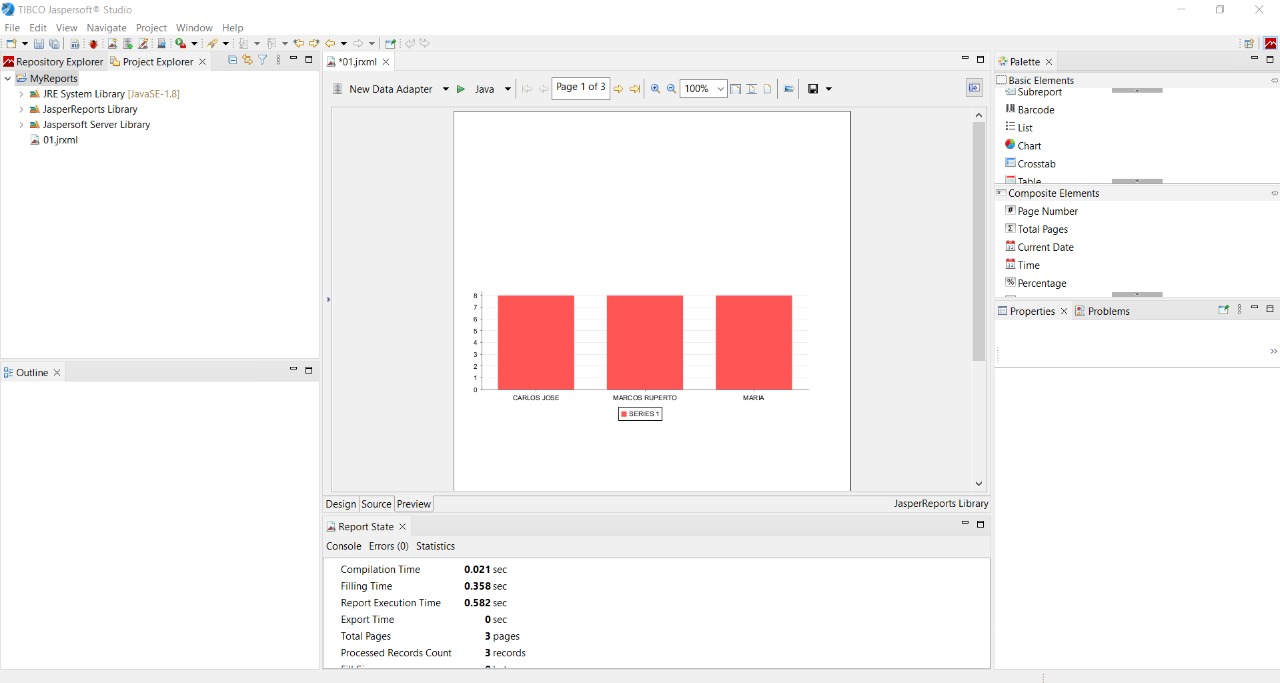 TIBCO Jaspersoft® Studio
File Edit View Navigate Project Window Help
Repository Explorer Project Explorer
MyReports
JRE System Library [JavaSE-1.8]
JasperReports Library
Jaspersoft Server Library
01.jrxml
Outline
*01.jrxml
New Data Adapter Java Page 1 of 3 100%
8
7
6
5
4
3
2
1
0
CARLOS JOSE MARCOS RUPERTO MARIA
SERIES 1
Design Source Preview JasperReports Library
Report State
Console Errors (0) Statistics
Compilation Time 0.021 sec
Filling Time 0.358 sec
Report Execution Time 0.582 sec
Export Time 0 sec
Total Pages 3 pages
Processed Records Count 3 records
Palette
Basic Elements
Subreport
Barcode
List
Chart
Crosstab
Table
Composite Elements
Page Number
Total Pages
Current Date
Time
Percentage
Properties Problems